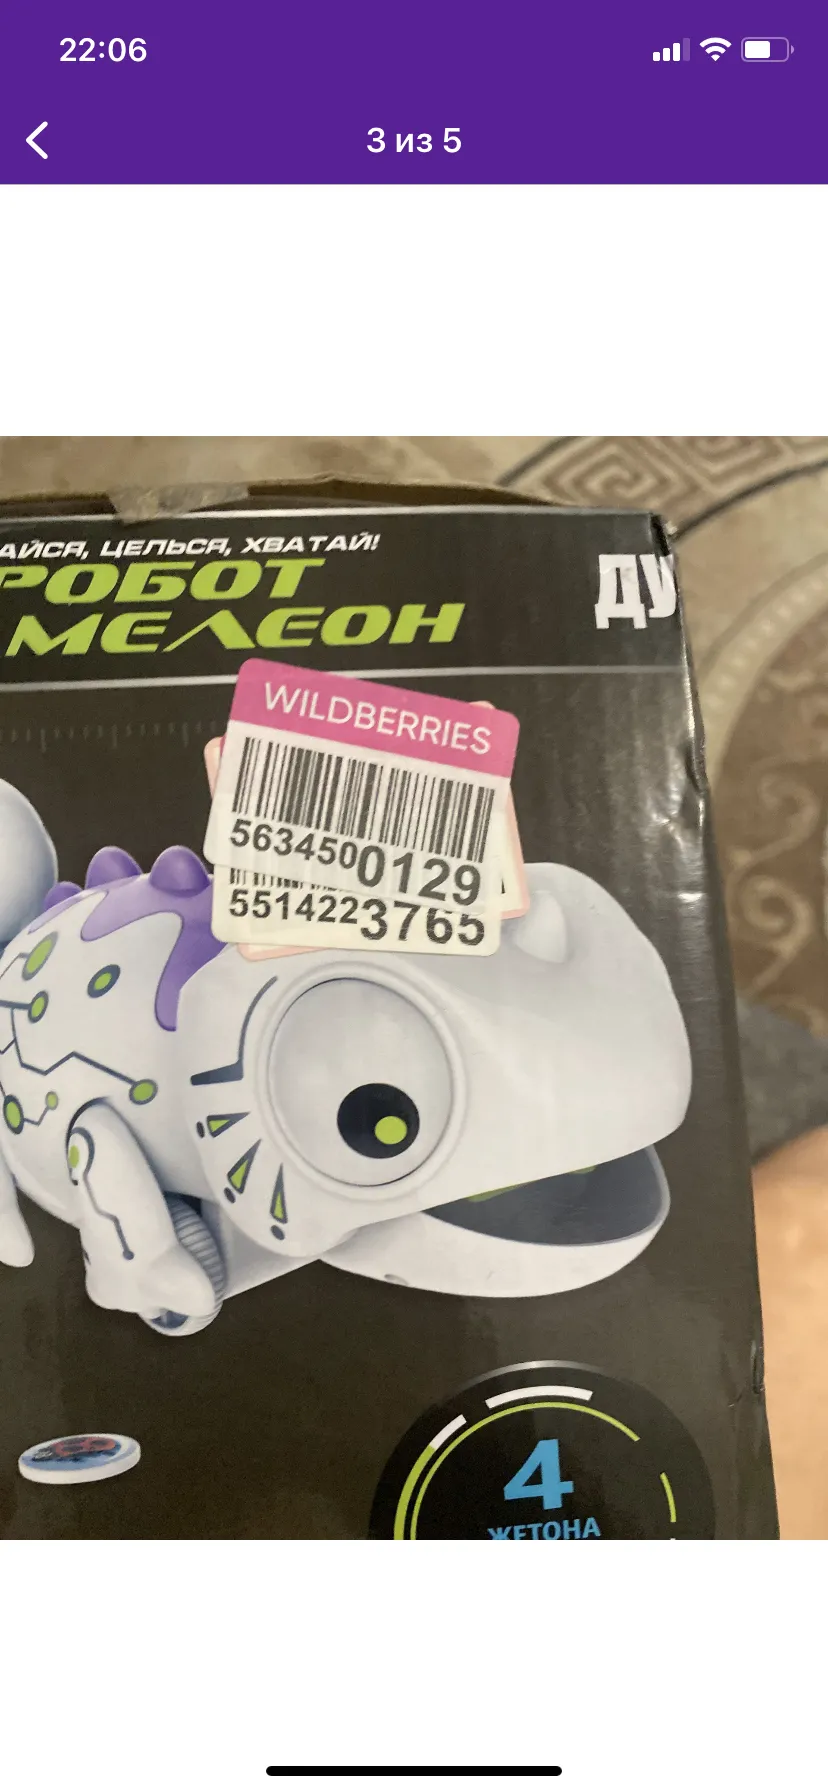 22:06
3 из 5
АЙСЯ, ЦЕЛЬСЯ, ХВАТАЙ!
РОБОТ
МЕЛЕОН
ДУ
WILDBERRIES
5634500129
5514223765
4
ЖЕТОНА